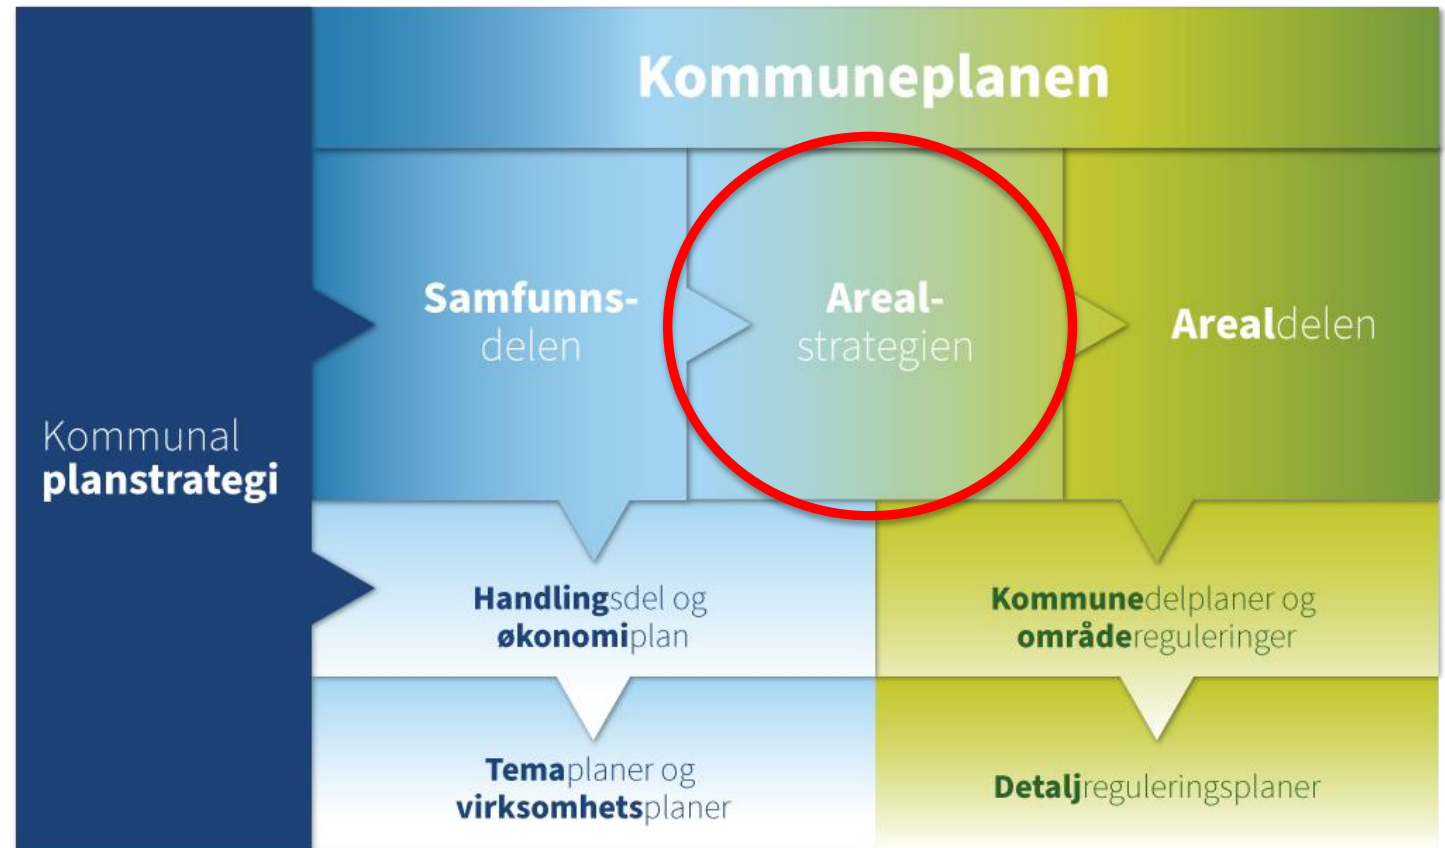 Kommuneplanen
Samfunns-
delen
Areal-
strategien
Arealdelen
Kommunal
planstrategi
Handlingsdel og
økonomiplan
Kommunedelplaner og
områdereguleringer
Temaplaner og
virksomhetsplaner
Detaljreguleringsplaner